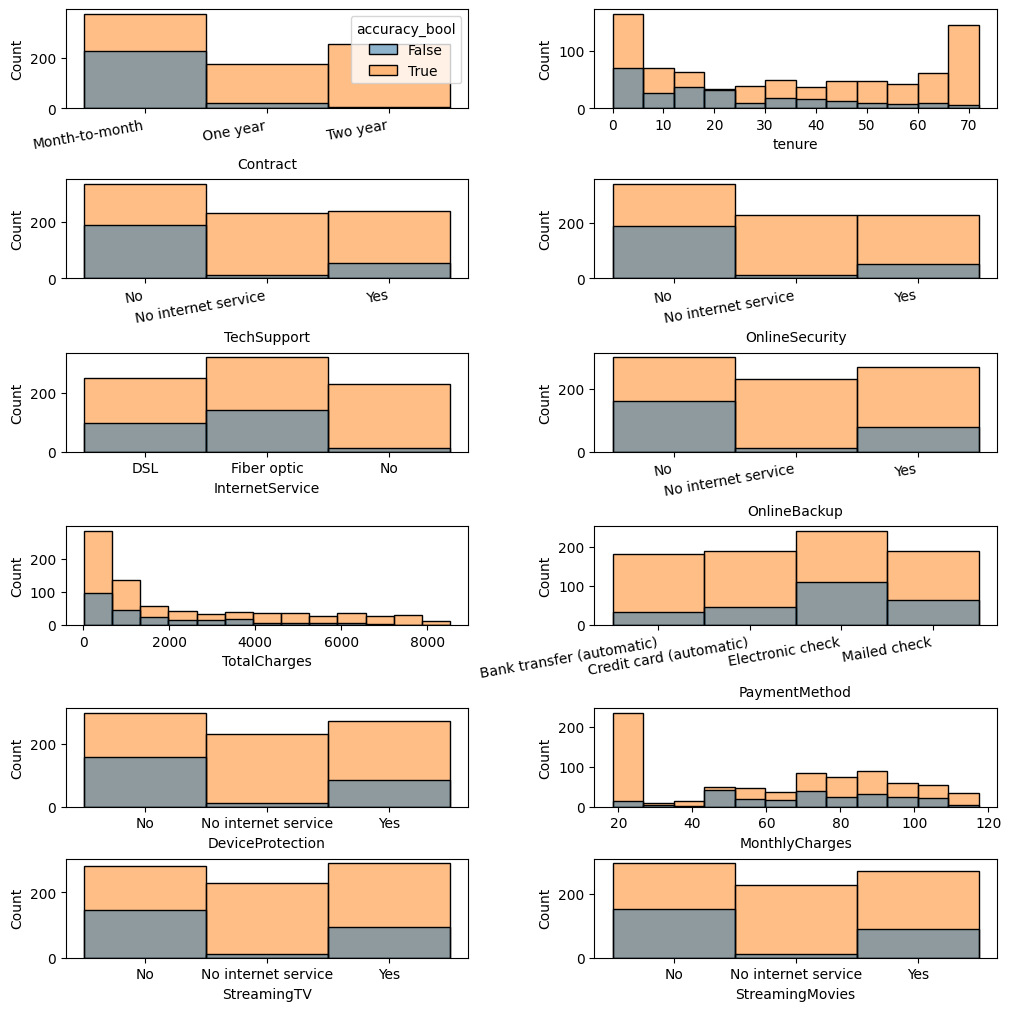 accuracy_bool
False
True
Count
200
0
Month-to-month
One year
Two year
Contract
Count
100
0
0 10 20 30 40 50 60 70
tenure
Count
200
0
No
No internet service
Yes
TechSupport
Count
200
0
No
No internet service
Yes
OnlineSecurity
Count
200
0
DSL Fiber optic No
InternetService
Count
200
0
No
No internet service
Yes
OnlineBackup
Count
200
100
0
0 2000 4000 6000 8000
TotalCharges
Count
200
100
0
Bank transfer (automatic)
Credit card (automatic)
Electronic check
Mailed check
PaymentMethod
Count
200
0
No No internet service Yes
DeviceProtection
Count
200
100
0
20 40 60 80 100 120
MonthlyCharges
Count
200
0
No No internet service Yes
StreamingTV
Count
200
0
No No internet service Yes
StreamingMovies